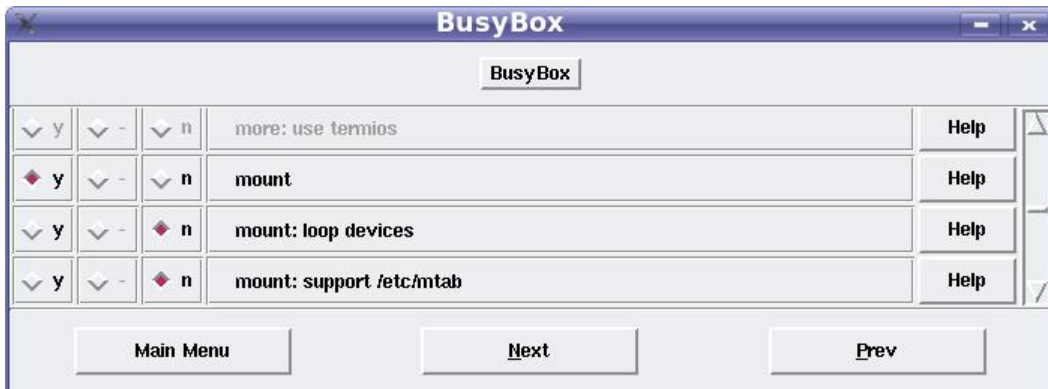 BusyBox
BusyBox
y - n more: use termios Help
y - n mount Help
y - n mount: loop devices Help
y - n mount: support /etc/mtab Help
Main Menu Next Prev